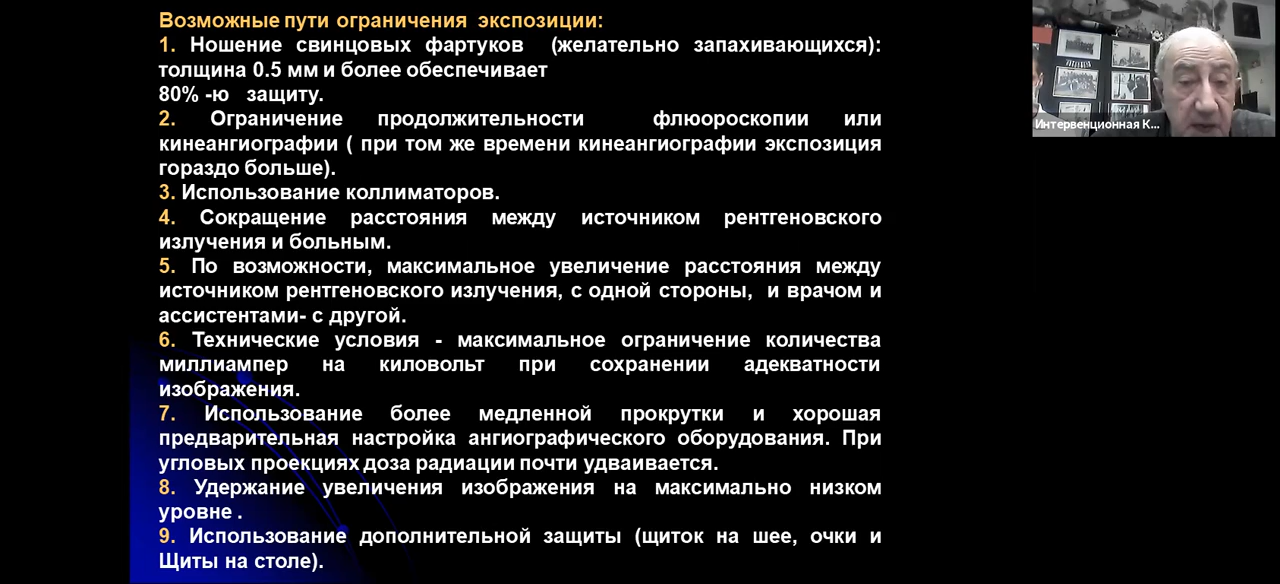 Возможные пути ограничения экспозиции:
1. Ношение свинцовых фартуков (желательно запахивающихся):
толщина 0.5 мм и более обеспечивает
80% -ю защиту.
2. Ограничение продолжительности флюороскопии или
кинеангиографии ( при том же времени кинеангиографии экспозиция
гораздо больше).
3. Использование коллиматоров.
4. Сокращение расстояния между источником рентгеновского
излучения и больным.
5. По возможности, максимальное увеличение расстояния между
источником рентгеновского излучения, с одной стороны, и врачом и
ассистентами- с другой.
6. Технические условия - максимальное ограничение количества
миллиампер на киловольт при сохранении адекватности
изображения.
7. Использование более медленной прокрутки и хорошая
предварительная настройка ангиографического оборудования. При
угловых проекциях доза радиации почти удваивается.
8. Удержание увеличения изображения на максимально низком
уровне .
9. Использование дополнительной защиты (щиток на шее, очки и
Щиты на столе).
Интервенционная К...